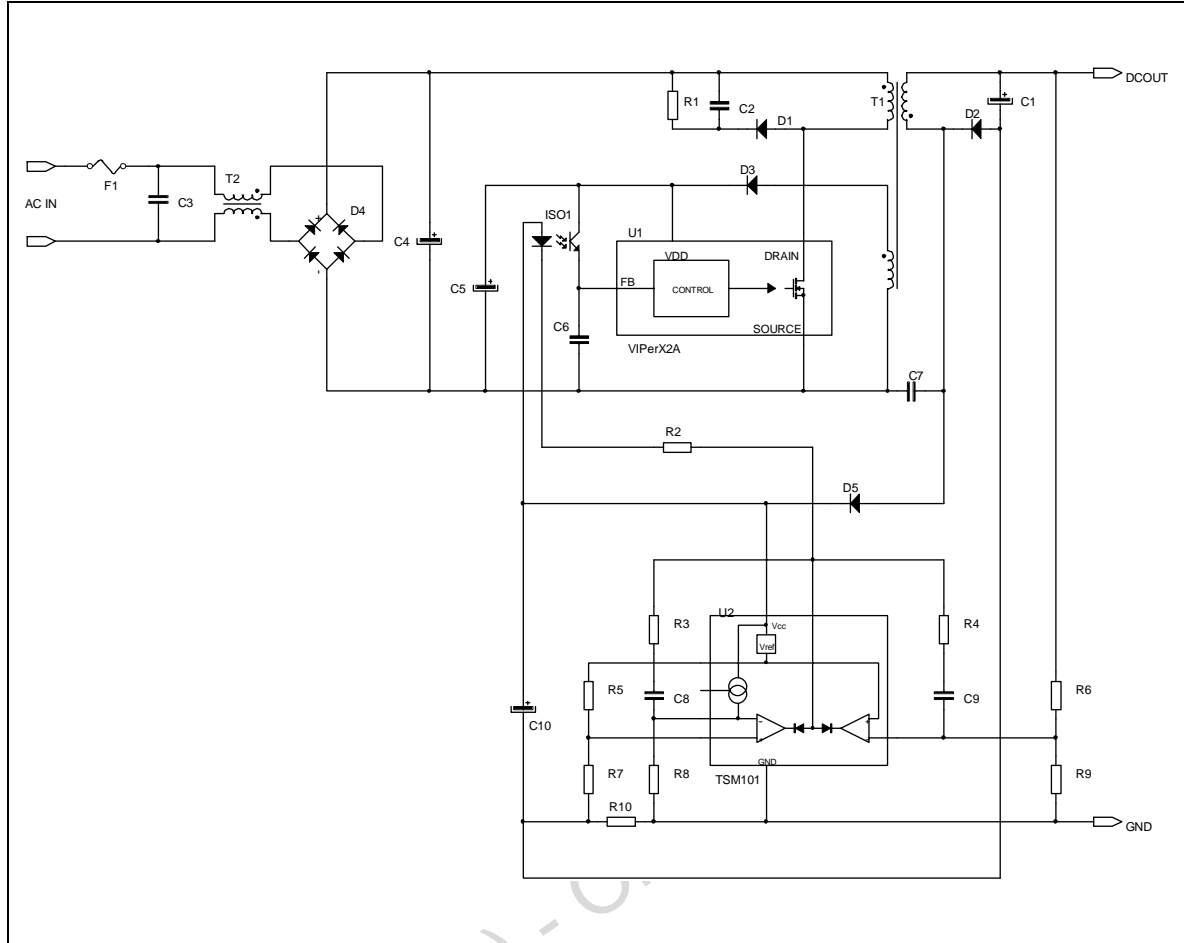 DCOUT
R1
C2
D1
T1
D2
C1
+
T2
F1
AC IN
C3
D4
+
-
C4
+
D3
ISO1
U1
VDD
DRAIN
FB
CONTROL
C5
+
C6
SOURCE
VIPerX2A
C7
R2
D5
U2
R3
Vcc
R4
Vref
R5
C8
C9
R6
+
C10
-
+
+
-
R7
R8
GND
R9
TSM101
R10
GND
) - O